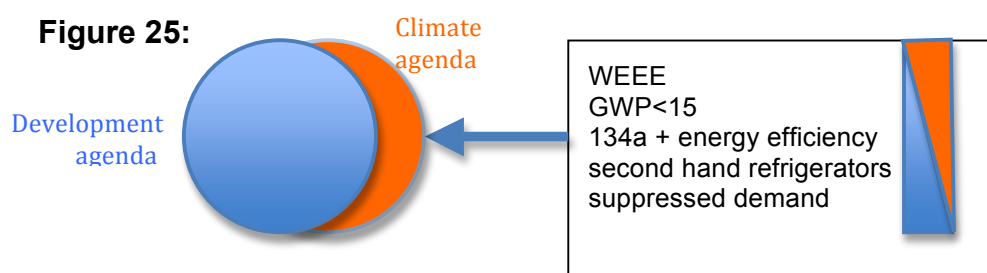 Figure 25:
Climate
agenda
Development
agenda
WEEE
GWP<15
134a + energy efficiency
second hand refrigerators
suppressed demand